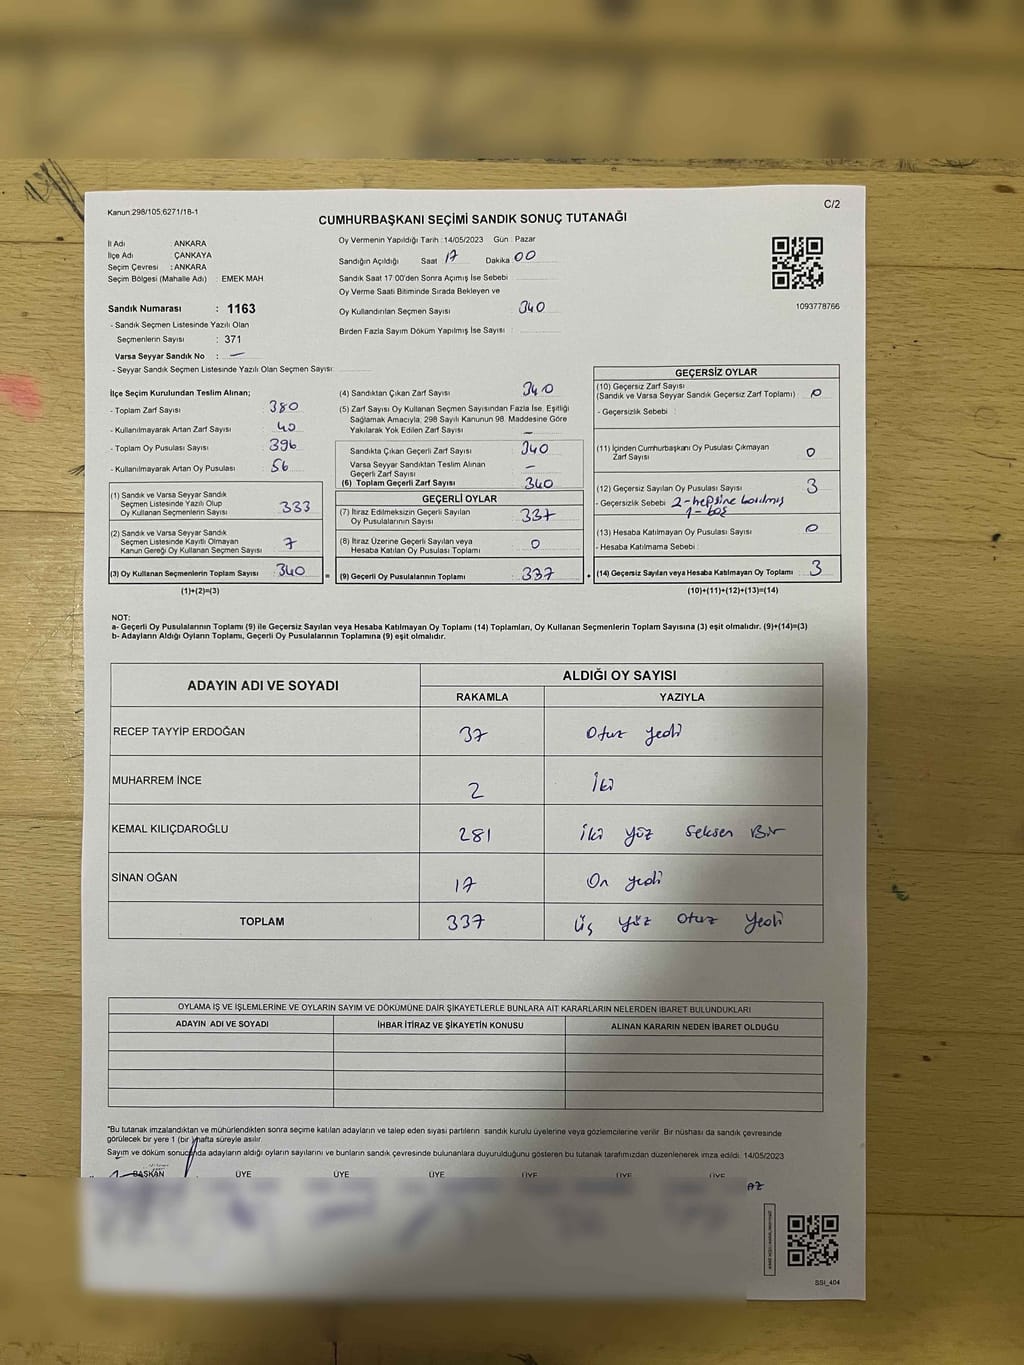 Kanun:298/105,6271/18-1
C/2
CUMHURBAŞKANI SEÇİMİ SANDIK SONUÇ TUTANAĞI
İl Adı : ANKARA
İlçe Adı : ÇANKAYA
Seçim Çevresi : ANKARA
Seçim Bölgesi (Mahalle Adı) : EMEK MAH
Sandık Numarası : 1163
- Sandık Seçmen Listesinde Yazılı Olan
Seçmenlerin Sayısı : 371
Varsa Seyyar Sandık No : —
- Seyyar Sandık Seçmen Listesinde Yazılı Olan Seçmen Sayısı:
Oy Vermenin Yapıldığı Tarih : 14/05/2023 Gün : Pazar
Sandığın Açıldığı Saat 17 Dakika 00
Sandık Saat 17.00'den Sonra Açımış İse Sebebi
Oy Verme Saati Bitiminde Sırada Bekleyen ve
Oy Kullandırılan Seçmen Sayısı : 340
Birden Fazla Sayım Döküm Yapılmış İse Sayısı :
1093778766
İlçe Seçim Kurulundan Teslim Alınan;
- Toplam Zarf Sayısı : 380
- Kullanılmayarak Artan Zarf Sayısı : 40
- Toplam Oy Pusulası Sayısı : 396
- Kullanılmayarak Artan Oy Pusulası : 56
(1) Sandık ve Varsa Seyyar Sandık
Seçmen Listesinde Yazılı Olup
Oy Kullanan Seçmenlerin Sayısı : 333
(2) Sandık ve Varsa Seyyar Sandık
Seçmen Listesinde Kayıtlı Olmayan
Kanun Gereği Oy Kullanan Seçmen Sayısı : 7
(3) Oy Kullanan Seçmenlerin Toplam Sayısı : 340
(1)+(2)=(3)
(4) Sandıktan Çıkan Zarf Sayısı : 340
(5) Zarf Sayısı Oy Kullanan Seçmen Sayısından Fazla İse, Eşitliği
Sağlamak Amacıyla; 298 Sayılı Kanunun 98. Maddesine Göre
Yakılarak Yok Edilen Zarf Sayısı : —
Sandıkta Çıkan Geçerli Zarf Sayısı : 340
Varsa Seyyar Sandıktan Teslim Alınan
Geçerli Zarf Sayısı : —
(6) Toplam Geçerli Zarf Sayısı : 340
GEÇERLİ OYLAR
(7) İtiraz Edilmeksizin Geçerli Sayılan
Oy Pusulalarının Sayısı : 337
(8) İtiraz Üzerine Geçerli Sayılan veya
Hesaba Katılan Oy Pusulası Toplamı : 0
= (9) Geçerli Oy Pusulalarının Toplamı : 337
GEÇERSİZ OYLAR
(10) Geçersiz Zarf Sayısı
(Sandık ve Varsa Seyyar Sandık Geçersiz Zarf Toplamı) : 0
- Geçersizlik Sebebi :
(11) İçinden Cumhurbaşkanı Oy Pusulası Çıkmayan
Zarf Sayısı : 0
(12) Geçersiz Sayılan Oy Pusulası Sayısı : 3
- Geçersizlik Sebebi 2-hepsine basılmış
1-boş
(13) Hesaba Katılmayan Oy Pusulası Sayısı : 0
- Hesaba Katılmama Sebebi :
+ (14) Geçersiz Sayılan veya Hesaba Katılmayan Oy Toplamı : 3
(10)+(11)+(12)+(13)=(14)
NOT:
a- Geçerli Oy Pusulalarının Toplamı (9) ile Geçersiz Sayılan veya Hesaba Katılmayan Oy Toplamı (14) Toplamları, Oy Kullanan Seçmenlerin Toplam Sayısına (3) eşit olmalıdır. (9)+(14)=(3)
b- Adayların Aldığı Oyların Toplamı, Geçerli Oy Pusulalarının Toplamına (9) eşit olmalıdır.
ADAYIN ADI VE SOYADI
ALDIĞI OY SAYISI
RAKAMLA YAZIYLA
RECEP TAYYİP ERDOĞAN 37 Otuz yedi
MUHARREM İNCE 2 İki
KEMAL KILIÇDAROĞLU 281 İki yüz Seksen Bir
SİNAN OĞAN 17 On yedi
TOPLAM 337 Üç yüz otuz yedi
OYLAMA İŞ VE İŞLEMLERİNE VE OYLARIN SAYIM VE DÖKÜMÜNE DAİR ŞİKAYETLERLE BUNLARA AİT KARARLARIN NELERDEN İBARET BULUNDUKLARI
ADAYIN ADI VE SOYADI İHBAR İTİRAZ VE ŞİKAYETİN KONUSU ALINAN KARARIN NEDEN İBARET OLDUĞU
"Bu tutanak imzalandıktan ve mühürlendikten sonra seçime katılan adayların ve talep eden siyasi partilerin sandık kurulu üyelerine veya gözlemcilerine verilir. Bir nüshası da sandık çevresinde
görülecek bir yere 1 (bir) hafta süreyle asılır.
Sayım ve döküm sonucunda adayların aldığı oyların sayılarını ve bunların sandık çevresinde bulunanlara duyurulduğunu gösteren bu tutanak tarafımızdan düzenlenerek imza edildi. 14/05/2023
BAŞKAN ÜYE ÜYE ÜYE ÜYE ÜYE ÜYE
AZ
SSI_404